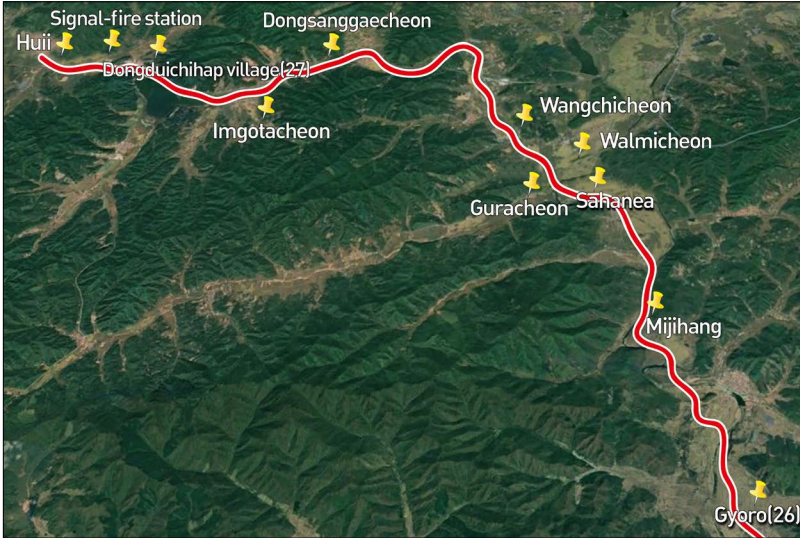 Signal-fire station
Huii
Dongsanggaecheon
Dongduichihap village(27)
Imgotacheon
Wangchicheon
Walmicheon
Guracheon
Sahanea
Mijihang
Gyoro(26)